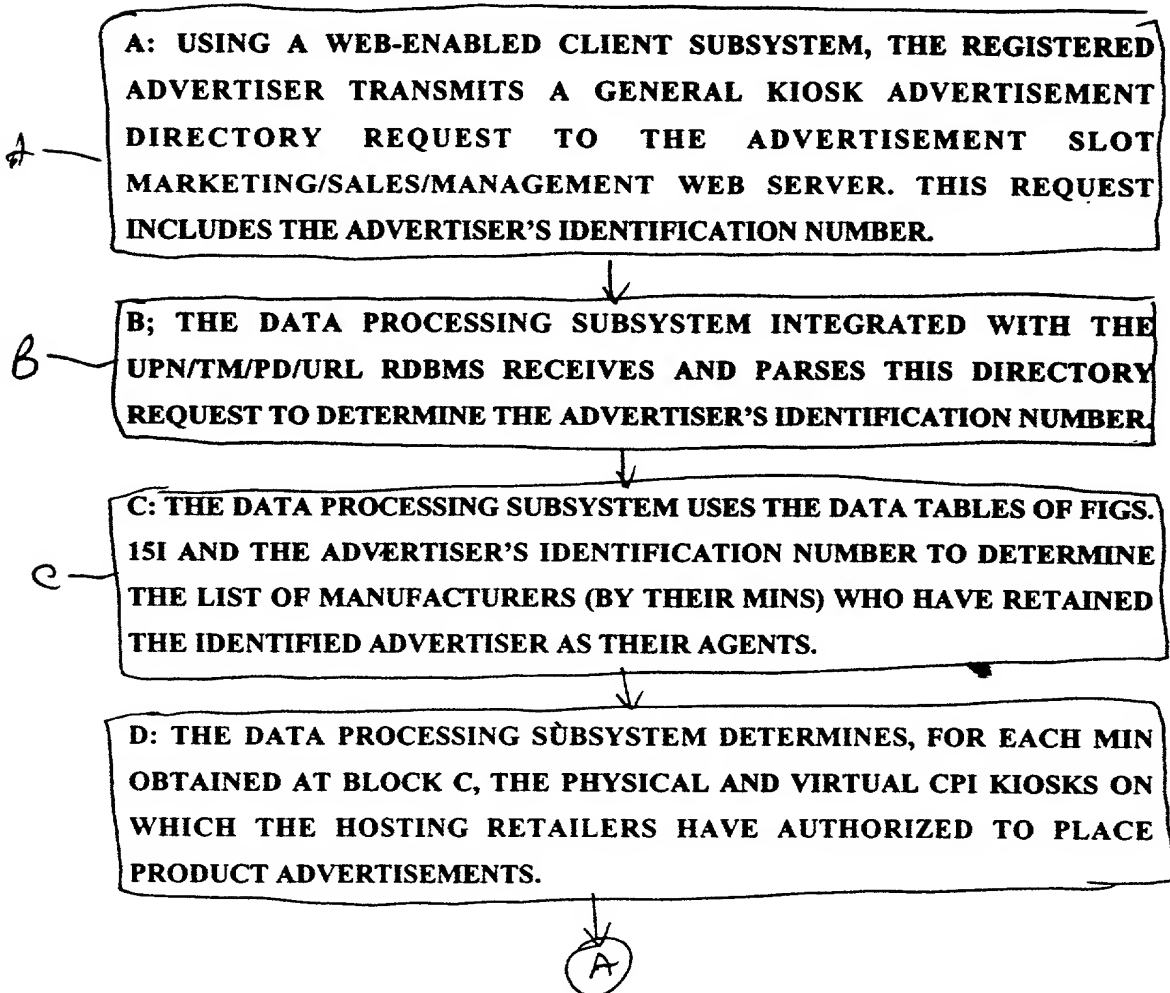 A: USING A WEB-ENABLED CLIENT SUBSYSTEM, THE REGISTERED
ADVERTISER TRANSMITS A GENERAL KIOSK ADVERTISEMENT
DIRECTORY REQUEST TO THE ADVERTISEMENT SLOT
A
MARKETING/SALES/MANAGEMENT WEB SERVER. THIS REQUEST
INCLUDES THE ADVERTISER'S IDENTIFICATION NUMBER.
B; THE DATA PROCESSING SUBSYSTEM INTEGRATED WITH THE
B
UPN/TM/PD/URL RDBMS RECEIVES AND PARSES THIS DIRECTORY
REQUEST TO DETERMINE THE ADVERTISER'S IDENTIFICATION NUMBER.
C: THE DATA PROCESSING SUBSYSTEM USES THE DATA TABLES OF FIGS.
15I AND THE ADVERTISER'S IDENTIFICATION NUMBER TO DETERMINE
C
THE LIST OF MANUFACTURERS (BY THEIR MINS) WHO HAVE RETAINED
THE IDENTIFIED ADVERTISER AS THEIR AGENTS.
D: THE DATA PROCESSING SUBSYSTEM DETERMINES, FOR EACH MIN
OBTAINED AT BLOCK C, THE PHYSICAL AND VIRTUAL CPI KIOSKS ON
WHICH THE HOSTING RETAILERS HAVE AUTHORIZED TO PLACE
PRODUCT ADVERTISEMENTS.
A